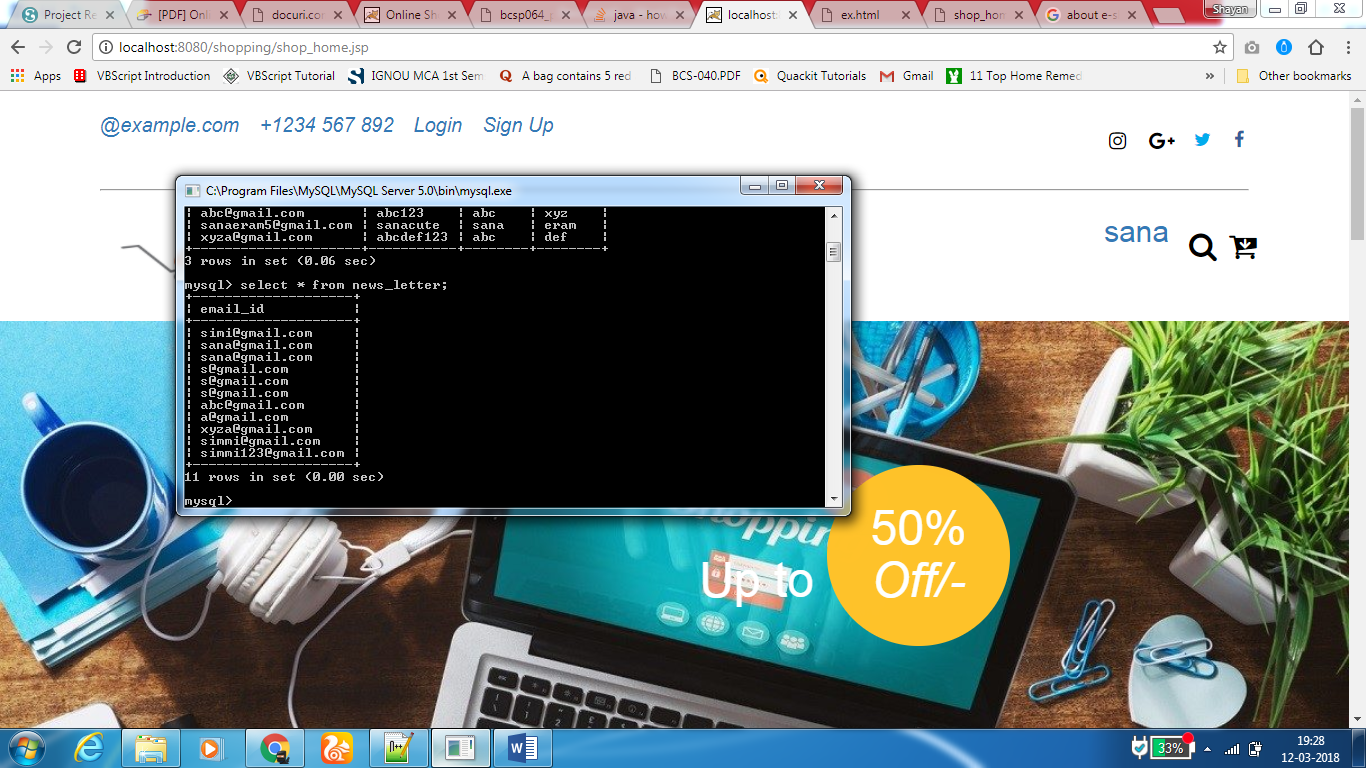 Project Re
[PDF] Onli
docuri.co
Online Sh
bcsp064_
java - how
localhost:
ex.html
shop_hom
about e-s
Shayan
localhost:8080/shopping/shop_home.jsp
Apps
VBScript Introduction
VBScript Tutorial
IGNOU MCA 1st Sem
A bag contains 5 red
BCS-040.PDF
Quackit Tutorials
Gmail
11 Top Home Remed
»
Other bookmarks
@example.com +1234 567 892 Login Sign Up
C:\Program Files\MySQL\MySQL Server 5.0\bin\mysql.exe
| abc@gmail.com | abc123 | abc | xyz |
| sanaeram5@gmail.com | sanacute | sana | eram |
| xyza@gmail.com | abcdef123 | abc | def |
+---------------------+-----------+------+------+
3 rows in set (0.06 sec)
mysql> select * from news_letter;
+--------------------+
| email_id |
+--------------------+
| simi@gmail.com |
| sana@gmail.com |
| sana@gmail.com |
| s@gmail.com |
| s@gmail.com |
| s@gmail.com |
| abc@gmail.com |
| a@gmail.com |
| xyza@gmail.com |
| simmi@gmail.com |
| simmi123@gmail.com |
+--------------------+
11 rows in set (0.00 sec)
mysql>
sana
50%
Up to
Off/-
33%
19:28
12-03-2018